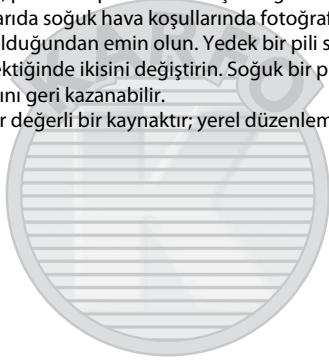 arıda soğuk hava koşullarında fotoğraf
olduğundan emin olun. Yedek bir pili s
ektiğinde ikisini değiştirin. Soğuk bir p
ını geri kazanabilir.
r değerli bir kaynaktır; yerel düzenlem
KARFO